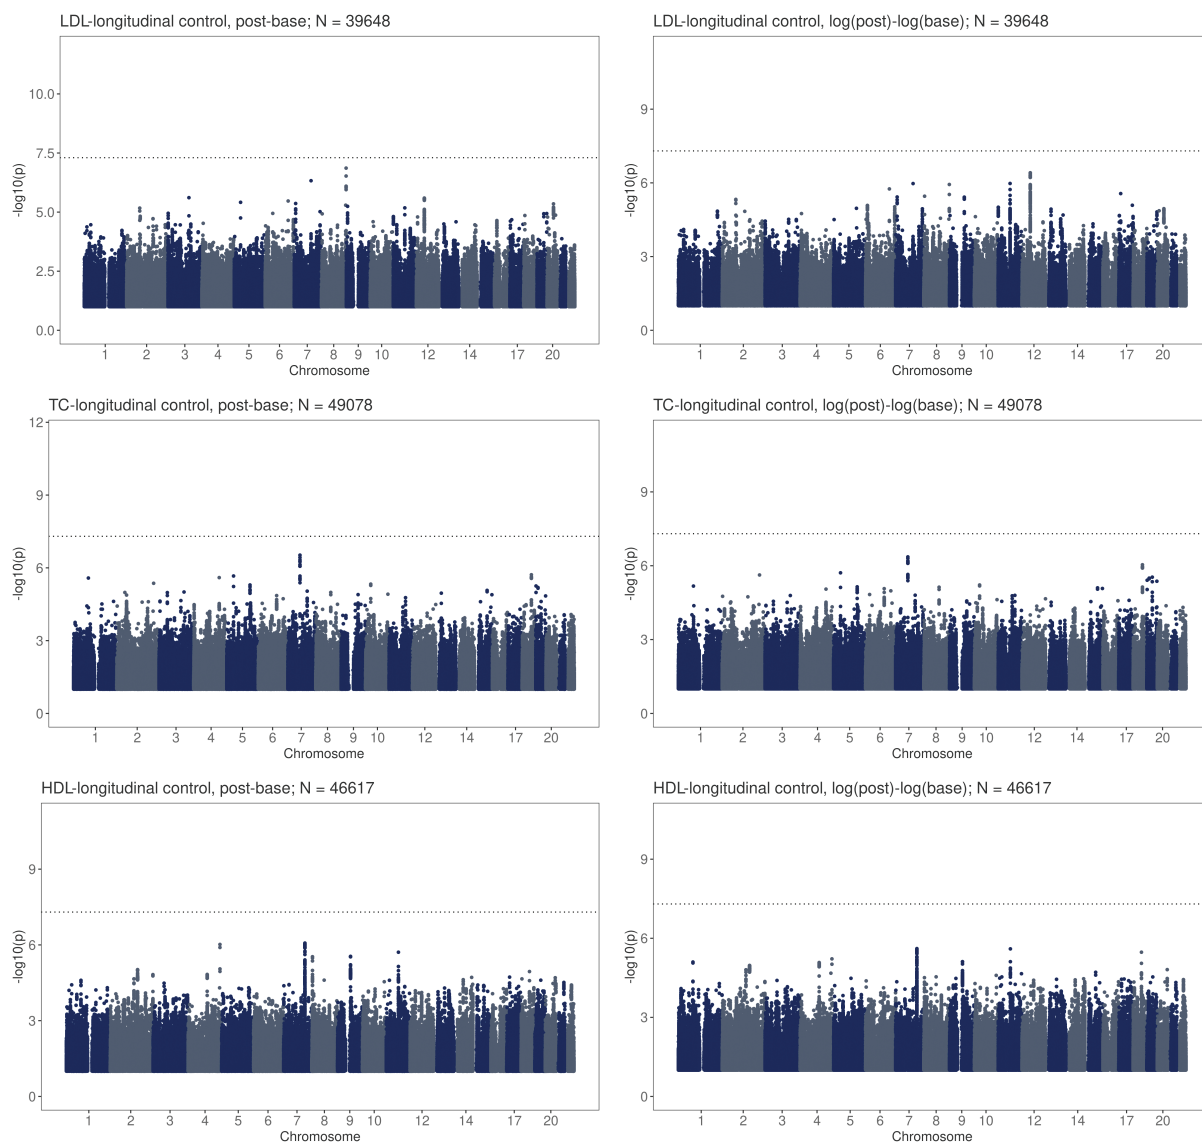 LDL-longitudinal control, post-base; N = 39648
10.0
7.5
5.0
2.5
0.0
-log10(p)
1 2 3 4 5 6 7 8 9 10 12 14 17 20
Chromosome
LDL-longitudinal control, log(post)-log(base); N = 39648
9
6
3
0
-log10(p)
1 2 3 4 5 6 7 8 9 10 12 14 17 20
Chromosome
TC-longitudinal control, post-base; N = 49078
12
9
6
3
0
-log10(p)
1 2 3 4 5 6 7 8 9 10 12 14 17 20
Chromosome
TC-longitudinal control, log(post)-log(base); N = 49078
9
6
3
0
-log10(p)
1 2 3 4 5 6 7 8 9 10 12 14 17 20
Chromosome
HDL-longitudinal control, post-base; N = 46617
9
6
3
0
-log10(p)
1 2 3 4 5 6 7 8 9 10 12 14 17 20
Chromosome
HDL-longitudinal control, log(post)-log(base); N = 46617
9
6
3
0
-log10(p)
1 2 3 4 5 6 7 8 9 10 12 14 17 20
Chromosome